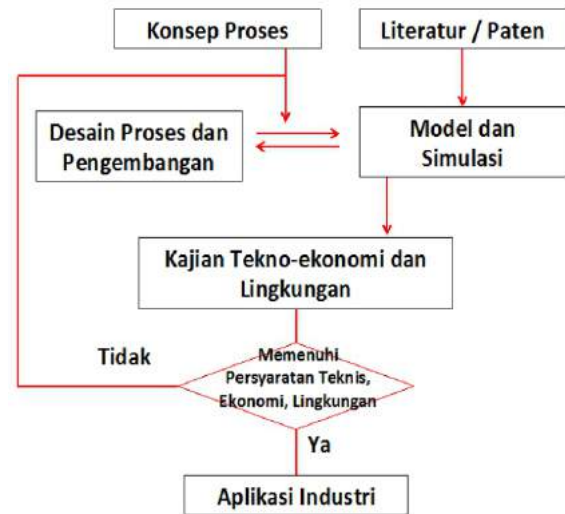 Konsep Proses
Literatur / Paten
Desain Proses dan
Pengembangan
Model dan
Simulasi
Kajian Tekno-ekonomi dan
Lingkungan
Tidak
Memenuhi
Persyaratan Teknis,
Ekonomi, Lingkungan
Ya
Aplikasi Industri